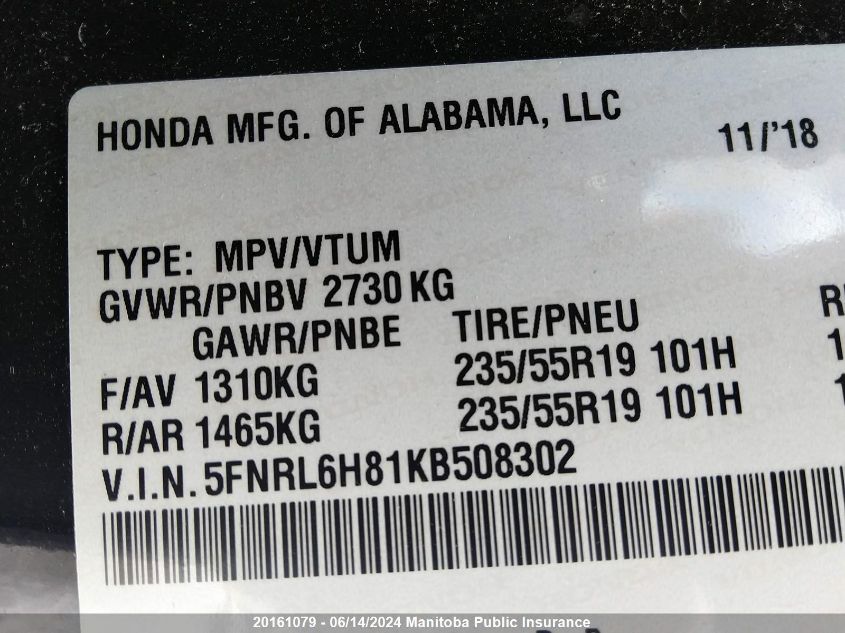 HONDA MFG. OF ALABAMA, LLC
11/'18
TYPE: MPV/VTUM
GVWR/PNBV 2730 KG
GAWR/PNBE TIRE/PNEU
F/AV 1310KG 235/55R19 101H
R/AR 1465KG 235/55R19 101H
V.I.N. 5FNRL6H81KB508302
20161079 - 06/14/2024 Manitoba Public Insurance